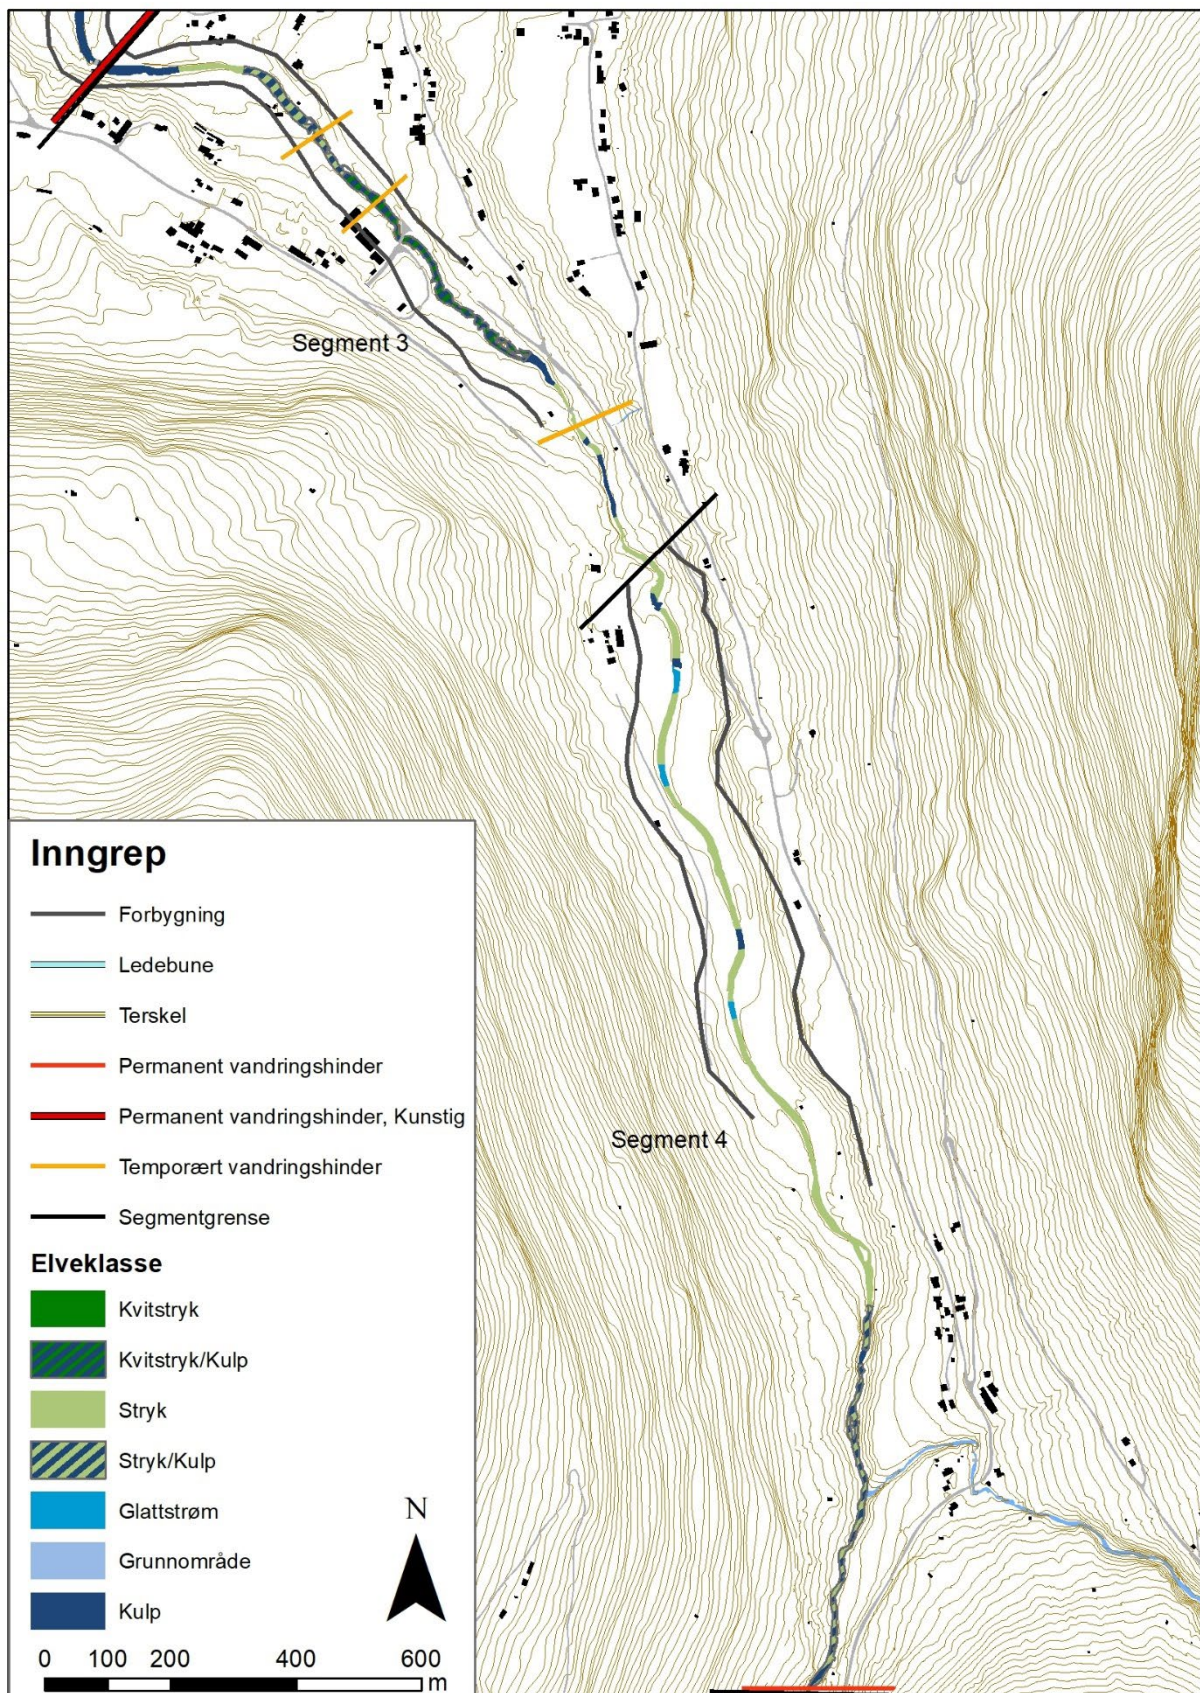 Segment 3
Segment 4
Inngrep
Forbygning
Ledebune
Terskel
Permanent vandringshinder
Permanent vandringshinder, Kunstig
Temporært vandringshinder
Segmentgrense
Elveklasse
Kvitstryk
Kvitstryk/Kulp
Stryk
Stryk/Kulp
Glattstrøm
Grunnområde
Kulp
N
0 100 200 400 600
m